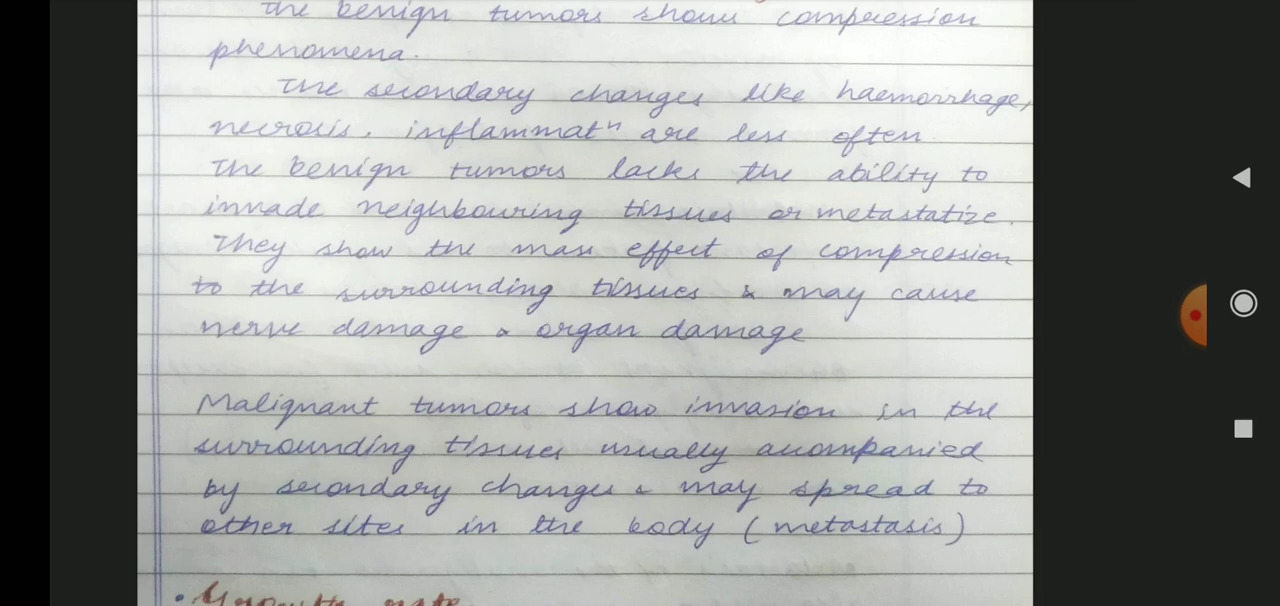 The benign tumors shows compression
phenomena.
The secondary changes like haemorrhage,
necrosis, inflammatⁿ are less often.
The benign tumors lacks the ability to
invade neighbouring tissues or metastatize.
They show the mass effect of compression
to the surrounding tissues & may cause
nerve damage & organ damage
Malignant tumors show invasion in the
surrounding tissues usually accompanied
by secondary changes & may spread to
other sites in the body (metastasis)
• Growth rate